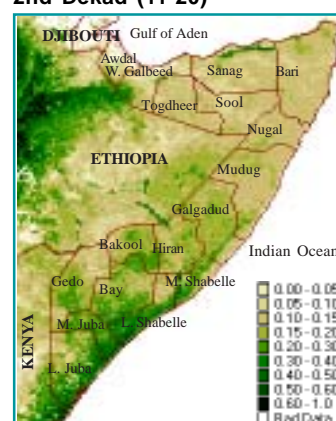 2nd Dekad (11-20)
DJIBOUTI
Gulf of Aden
Awdal
W. Galbeed
Sanag
Bari
Togdheer
Sool
Nugal
ETHIOPIA
Mudug
Galgadud
Bakool
Hiran
Indian Ocean
Gedo
Bay
M. Shabelle
KENYA
M. Juba
L. Shabelle
L. Juba
0.00 - 0.05
0.05 - 0.10
0.10 - 0.15
0.15 - 0.20
0.20 - 0.30
0.30 - 0.40
0.40 - 0.50
0.50 - 0.60
0.60 - 1.0
Bad Data